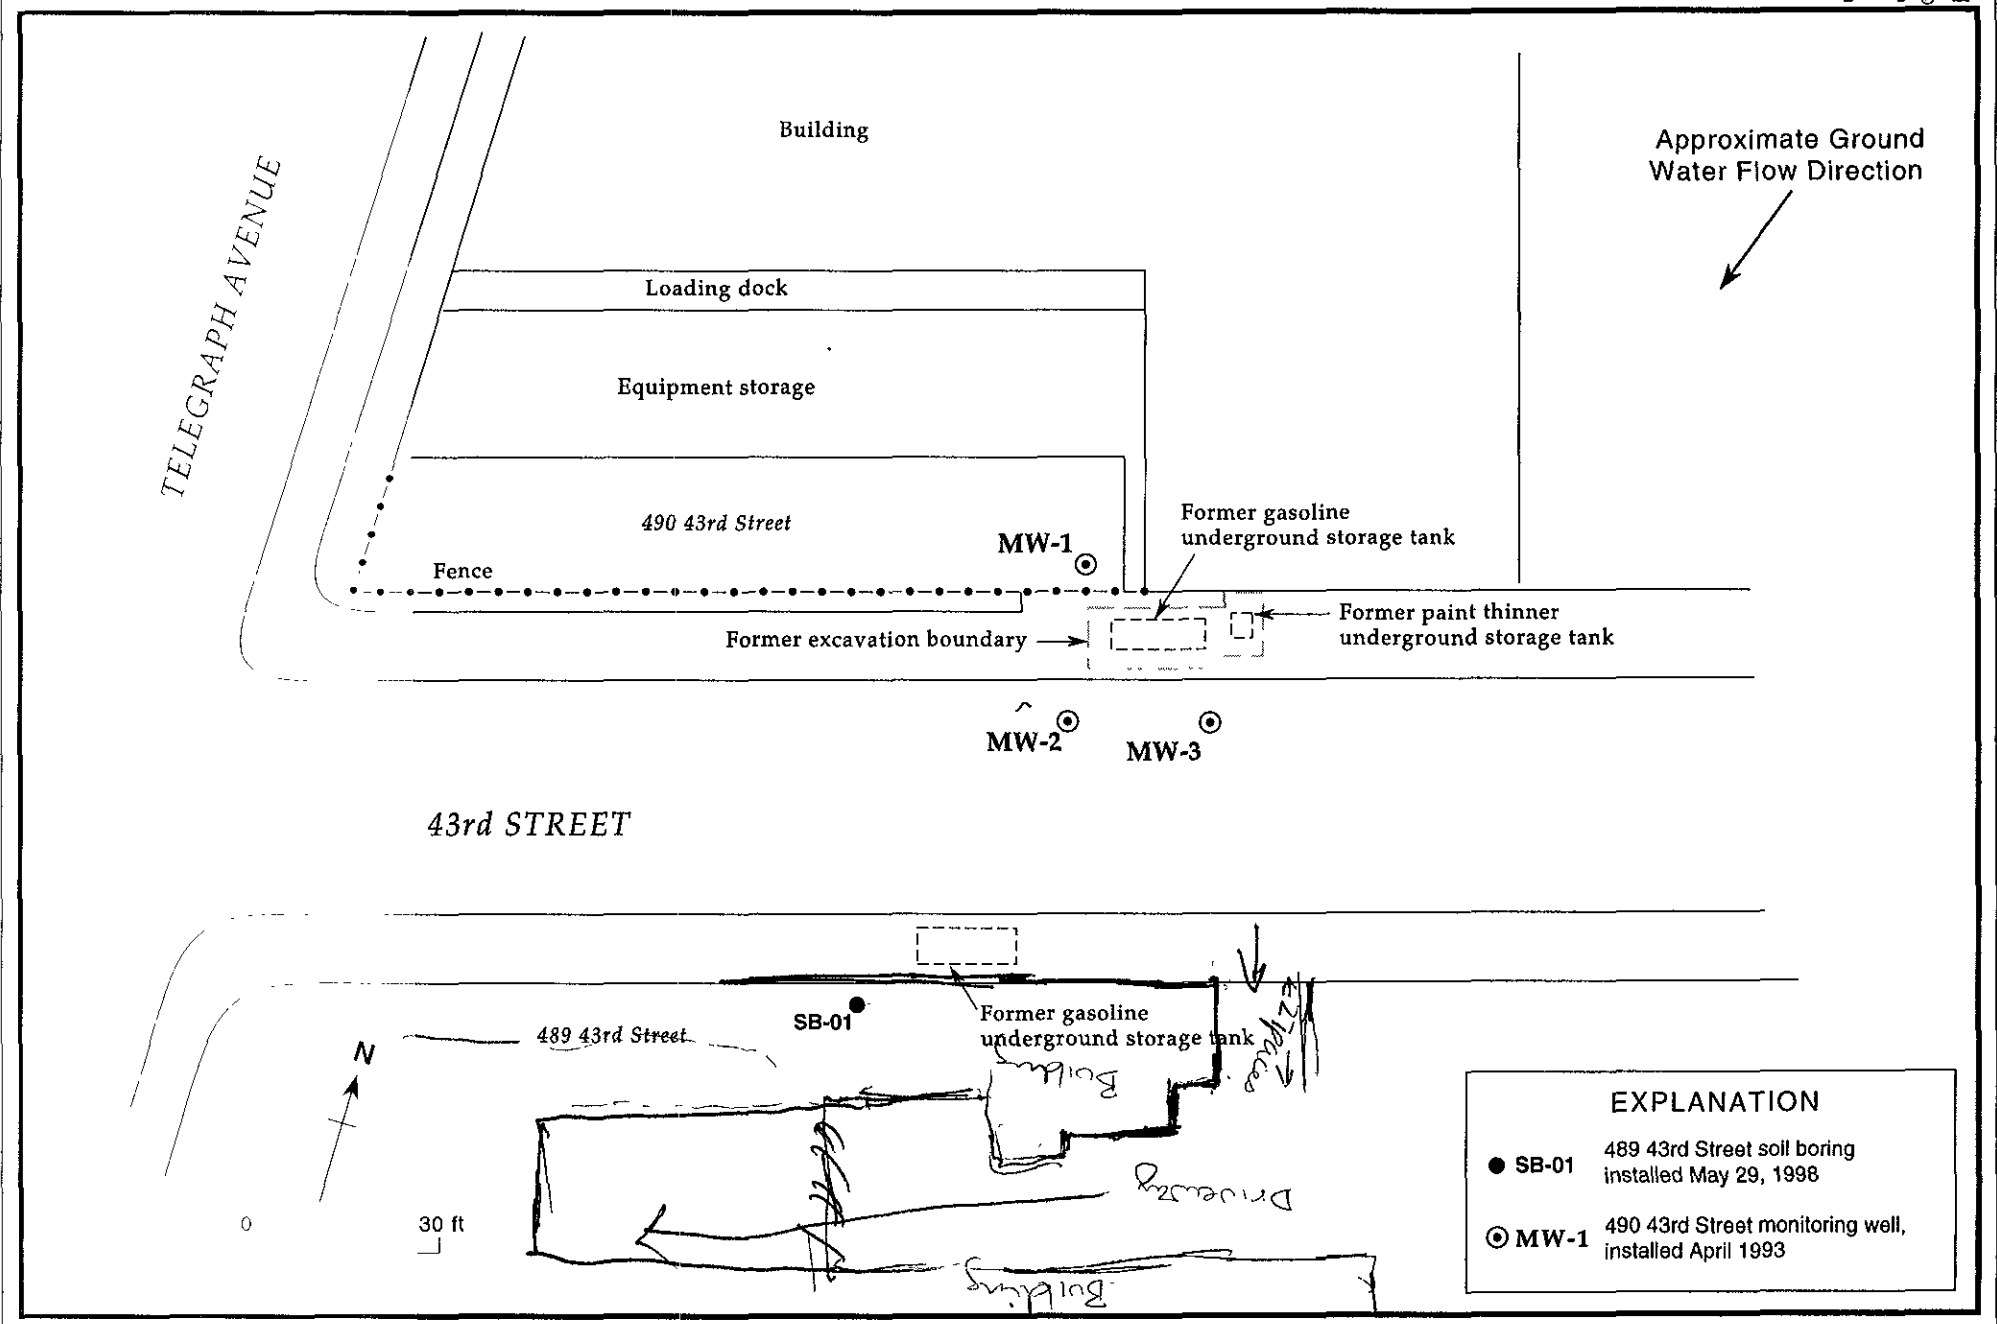 Building
Approximate Ground
Water Flow Direction
TELEGRAPH AVENUE
Loading dock
Equipment storage
490 43rd Street
MW-1
Former gasoline
underground storage tank
Fence
Former paint thinner
underground storage tank
Former excavation boundary
MW-2
MW-3
43rd STREET
SB-01
Former gasoline
underground storage tank
489 43rd Street
N
Building
Driveway
Building
0
30 ft
EXPLANATION
SB-01
489 43rd Street soil boring
installed May 29, 1998
MW-1
490 43rd Street monitoring well,
installed April 1993